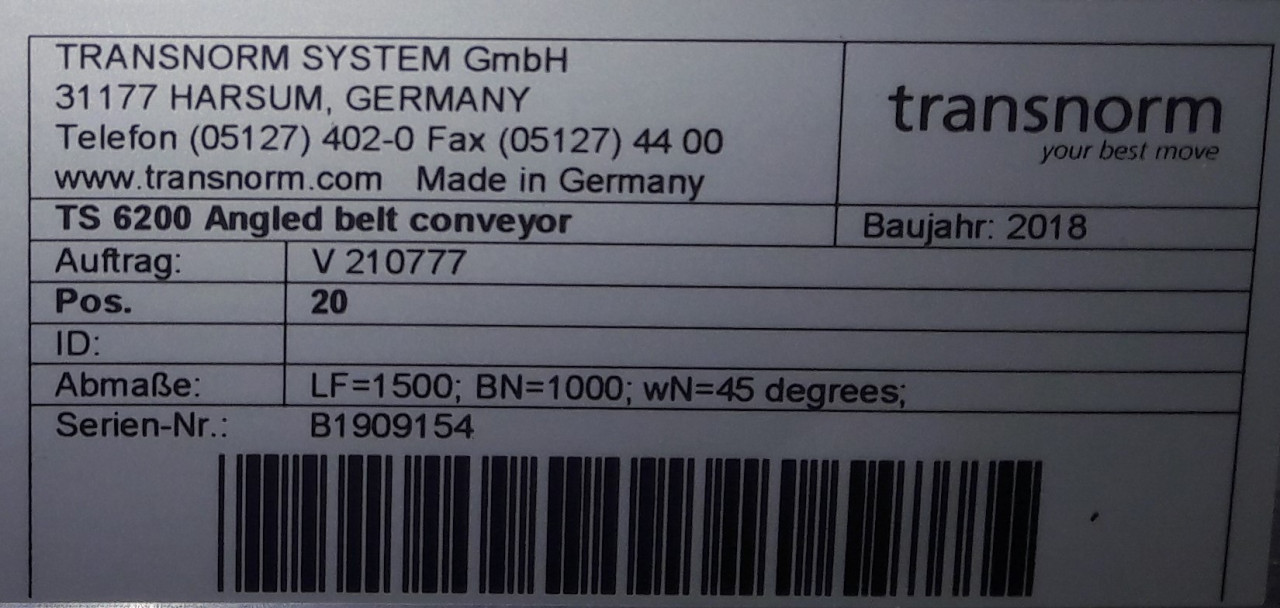 TRANSNORM SYSTEM GmbH
31177 HARSUM, GERMANY
Telefon (05127) 402-0 Fax (05127) 44 00
www.transnorm.com Made in Germany
transnorm
your best move
TS 6200 Angled belt conveyor
Baujahr: 2018
Auftrag: V 210777
Pos. 20
ID:
Abmaße: LF=1500; BN=1000; wN=45 degrees;
Serien-Nr.: B1909154